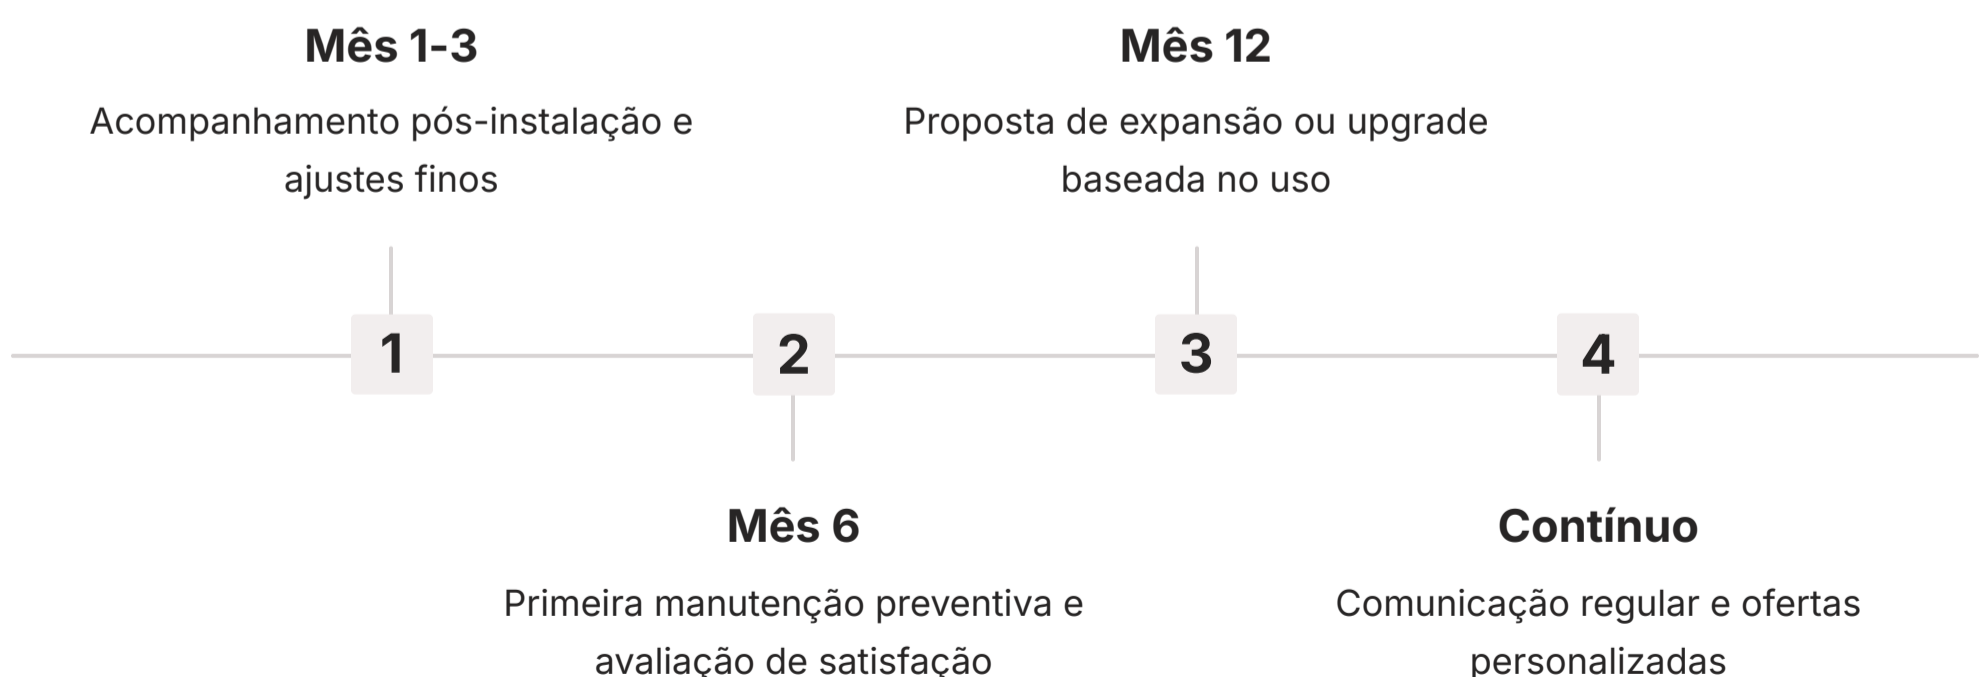 Mês 1-3
Acompanhamento pós-instalação e
ajustes finos
Mês 12
Proposta de expansão ou upgrade
baseada no uso
1
2
3
4
Mês 6
Primeira manutenção preventiva e
avaliação de satisfação
Contínuo
Comunicação regular e ofertas
personalizadas